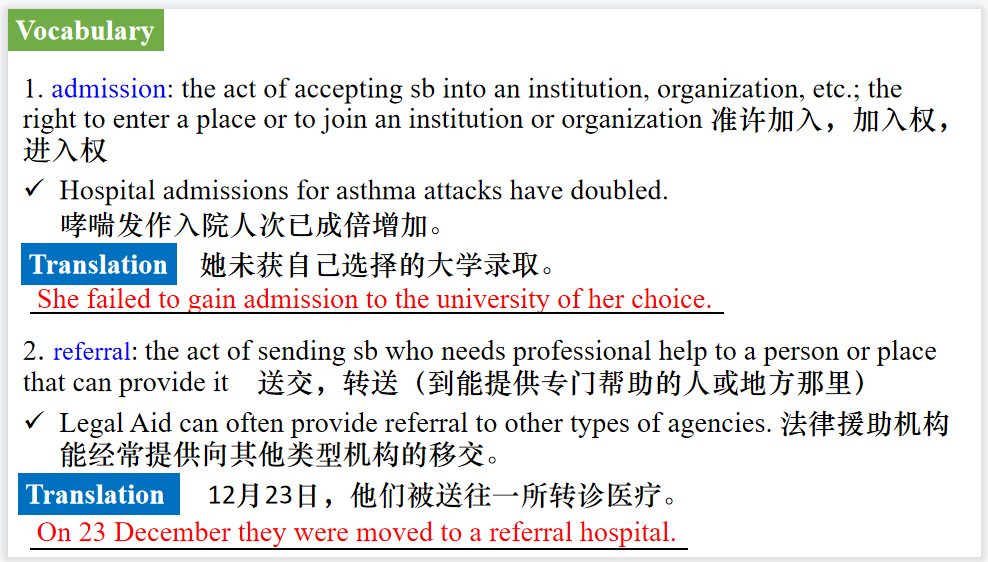 Vocabulary
1. admission: the act of accepting sb into an institution, organization, etc.; the
right to enter a place or to join an institution or organization 准许加入，加入权，
进入权
✓ Hospital admissions for asthma attacks have doubled.
哮喘发作入院人次已成倍增加。
Translation 她未获自己选择的大学录取。
She failed to gain admission to the university of her choice.
2. referral: the act of sending sb who needs professional help to a person or place
that can provide it 送交，转送（到能提供专门帮助的人或地方那里）
✓ Legal Aid can often provide referral to other types of agencies. 法律援助机构
能经常提供向其他类型机构的移交。
Translation 12月23日，他们被送往一所转诊医疗。
On 23 December they were moved to a referral hospital.